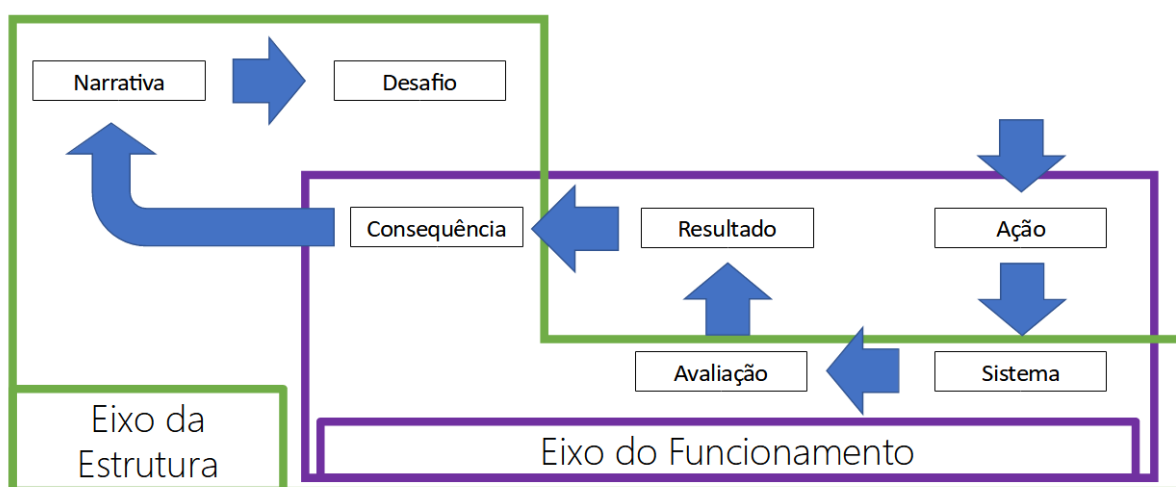 Narrativa
Desafio
Consequência
Resultado
Ação
Avaliação
Sistema
Eixo da
Estrutura
Eixo do Funcionamento